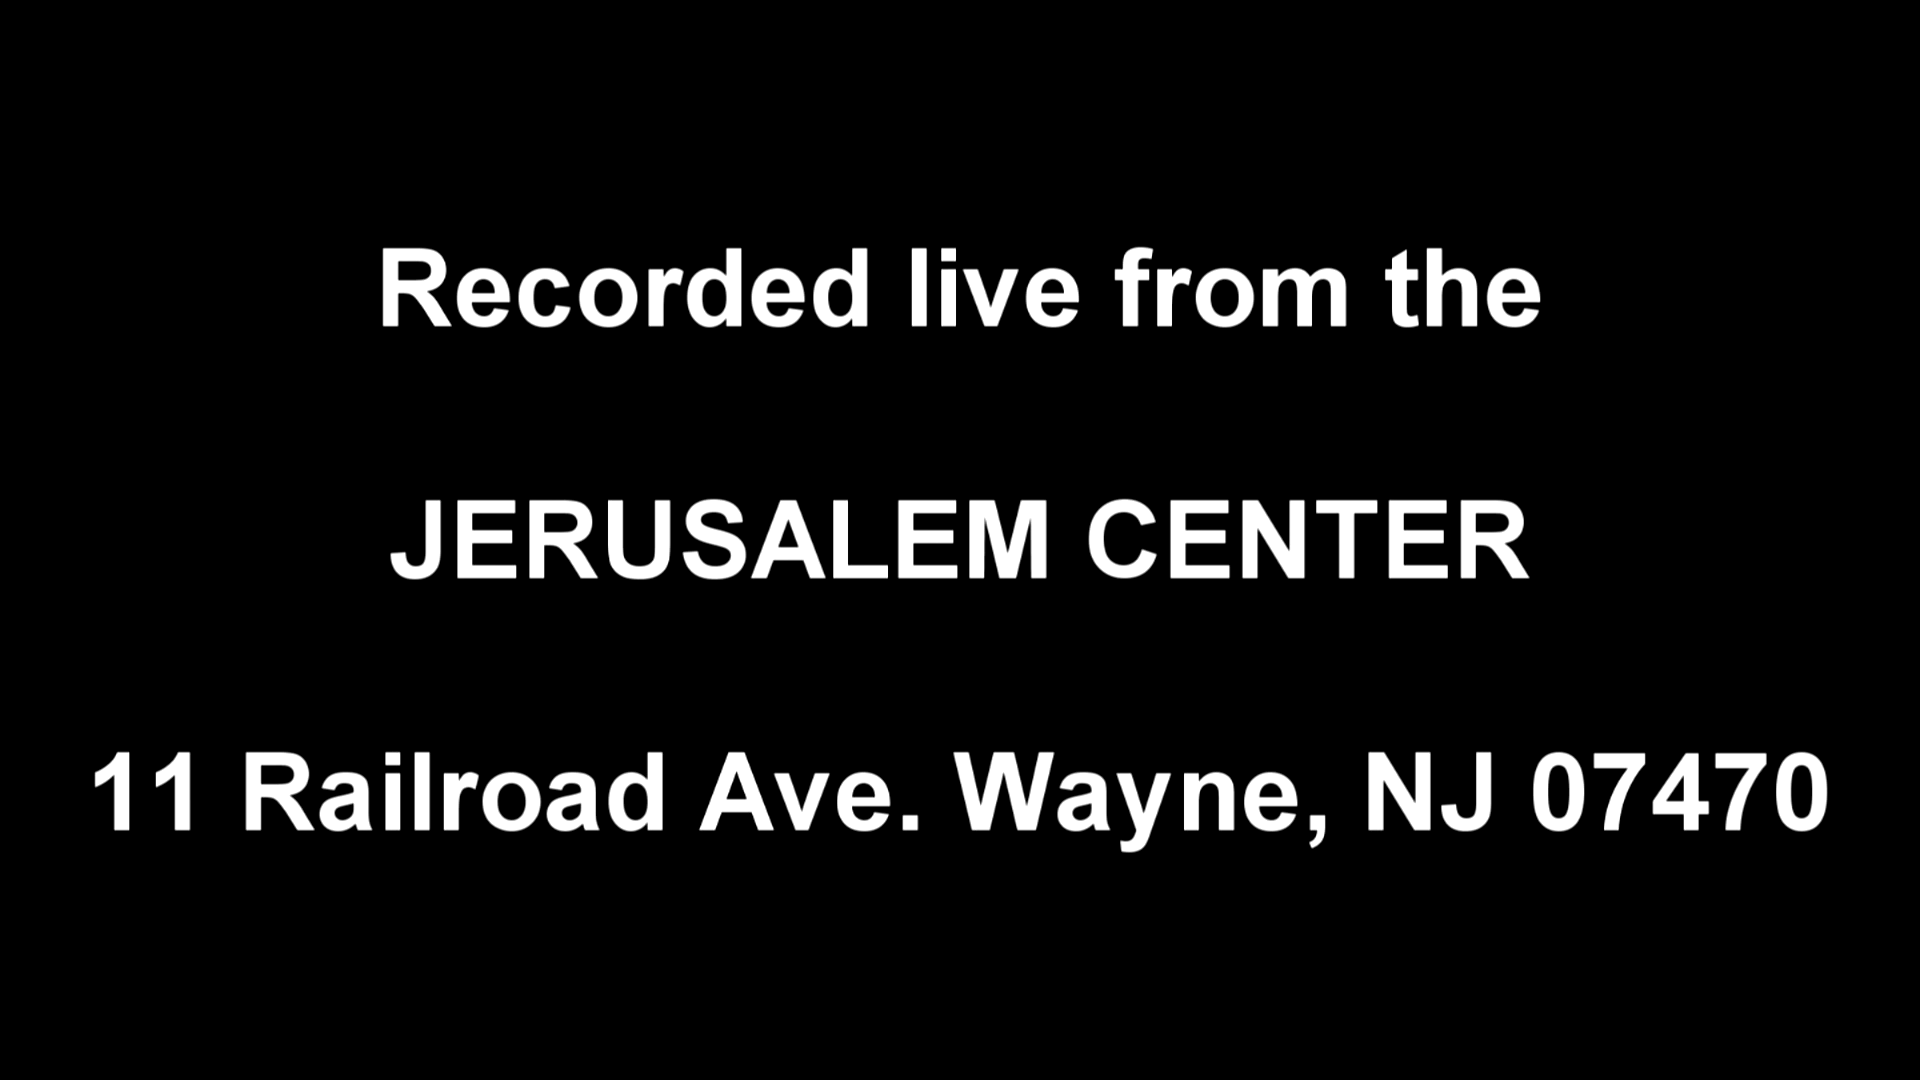 Recorded live from the
JERUSALEM CENTER
11 Railroad Ave. Wayne, NJ 07470